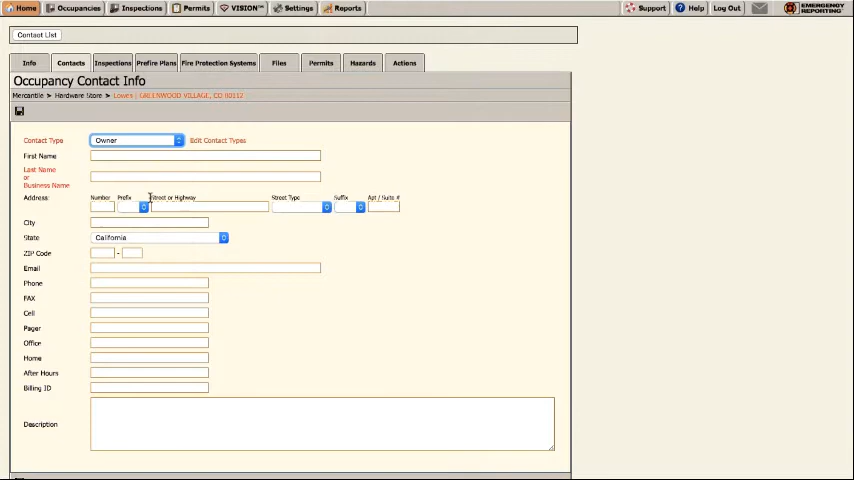 Home Occupancies Inspections Permits VISION™ Settings Reports Support Help Log Out EMERGENCY REPORTING™
Contact List
Info Contacts Inspections Prefire Plans Fire Protection Systems Files Permits Hazards Actions
Occupancy Contact Info
Mercantile > Hardware Store > Lowes | GREENWOOD VILLAGE, CO 80112
Contact Type Owner Edit Contact Types
First Name
Last Name
or
Business Name
Address: Number Prefix Street or Highway Street Type Suffix Apt / Suite #
City
State California
ZIP Code -
Email
Phone
FAX
Cell
Pager
Office
Home
After Hours
Billing ID
Description